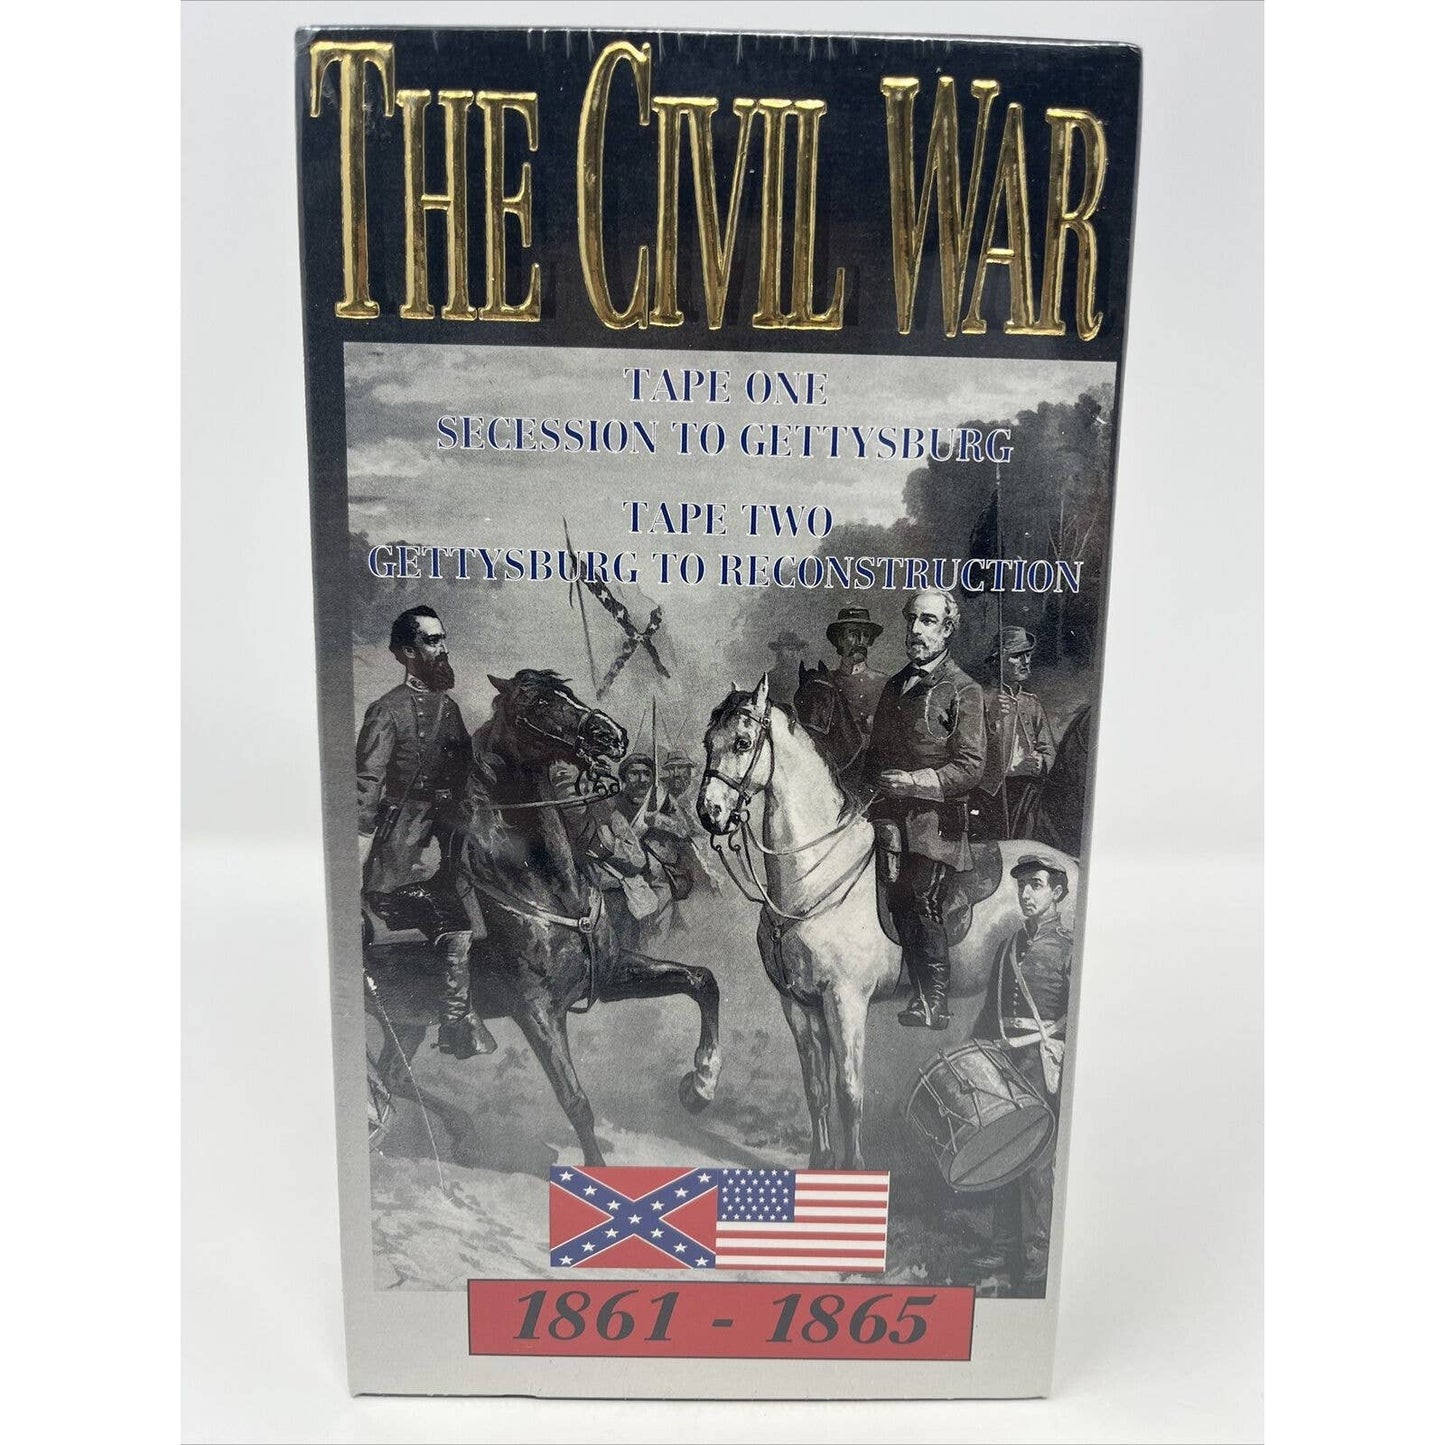 THE CIVIL WAR
TAPE ONE
SECESSION TO GETTYSBURG
TAPE TWO
GETTYSBURG TO RECONSTRUCTION
1861 - 1865